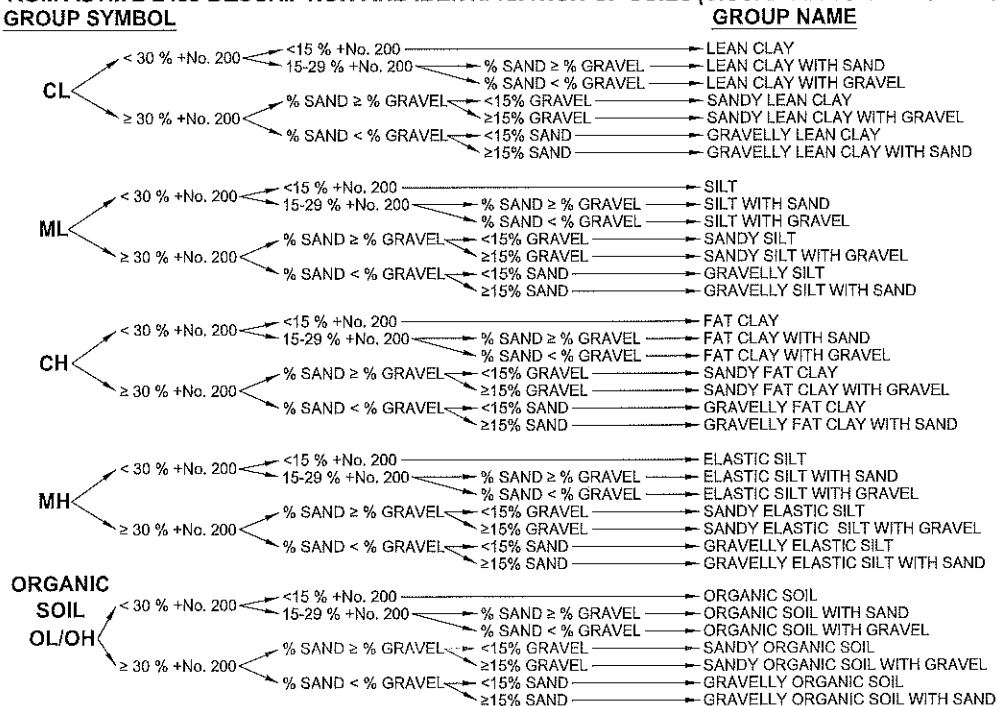 GROUP SYMBOL GROUP NAME
<15 % +No. 200 LEAN CLAY
< 30 % +No. 200 15-29 % +No. 200 % SAND ≥ % GRAVEL LEAN CLAY WITH SAND
% SAND < % GRAVEL LEAN CLAY WITH GRAVEL
CL
% SAND ≥ % GRAVEL <15% GRAVEL SANDY LEAN CLAY
≥ 30 % +No. 200 ≥15% GRAVEL SANDY LEAN CLAY WITH GRAVEL
% SAND < % GRAVEL <15% SAND GRAVELLY LEAN CLAY
≥15% SAND GRAVELLY LEAN CLAY WITH SAND
<15 % +No. 200 SILT
< 30 % +No. 200 15-29 % +No. 200 % SAND ≥ % GRAVEL SILT WITH SAND
% SAND < % GRAVEL SILT WITH GRAVEL
ML
% SAND ≥ % GRAVEL <15% GRAVEL SANDY SILT
≥ 30 % +No. 200 ≥15% GRAVEL SANDY SILT WITH GRAVEL
% SAND < % GRAVEL <15% SAND GRAVELLY SILT
≥15% SAND GRAVELLY SILT WITH SAND
<15 % +No. 200 FAT CLAY
< 30 % +No. 200 15-29 % +No. 200 % SAND ≥ % GRAVEL FAT CLAY WITH SAND
% SAND < % GRAVEL FAT CLAY WITH GRAVEL
CH
% SAND ≥ % GRAVEL <15% GRAVEL SANDY FAT CLAY
≥ 30 % +No. 200 ≥15% GRAVEL SANDY FAT CLAY WITH GRAVEL
% SAND < % GRAVEL <15% SAND GRAVELLY FAT CLAY
≥15% SAND GRAVELLY FAT CLAY WITH SAND
<15 % +No. 200 ELASTIC SILT
< 30 % +No. 200 15-29 % +No. 200 % SAND ≥ % GRAVEL ELASTIC SILT WITH SAND
% SAND < % GRAVEL ELASTIC SILT WITH GRAVEL
MH
% SAND ≥ % GRAVEL <15% GRAVEL SANDY ELASTIC SILT
≥ 30 % +No. 200 ≥15% GRAVEL SANDY ELASTIC SILT WITH GRAVEL
% SAND < % GRAVEL <15% SAND GRAVELLY ELASTIC SILT
≥15% SAND GRAVELLY ELASTIC SILT WITH SAND
ORGANIC
SOIL
OL/OH
<15 % +No. 200 ORGANIC SOIL
< 30 % +No. 200 15-29 % +No. 200 % SAND ≥ % GRAVEL ORGANIC SOIL WITH SAND
% SAND < % GRAVEL ORGANIC SOIL WITH GRAVEL
% SAND ≥ % GRAVEL <15% GRAVEL SANDY ORGANIC SOIL
≥ 30 % +No. 200 ≥15% GRAVEL SANDY ORGANIC SOIL WITH GRAVEL
% SAND < % GRAVEL <15% SAND GRAVELLY ORGANIC SOIL
≥15% SAND GRAVELLY ORGANIC SOIL WITH SAND